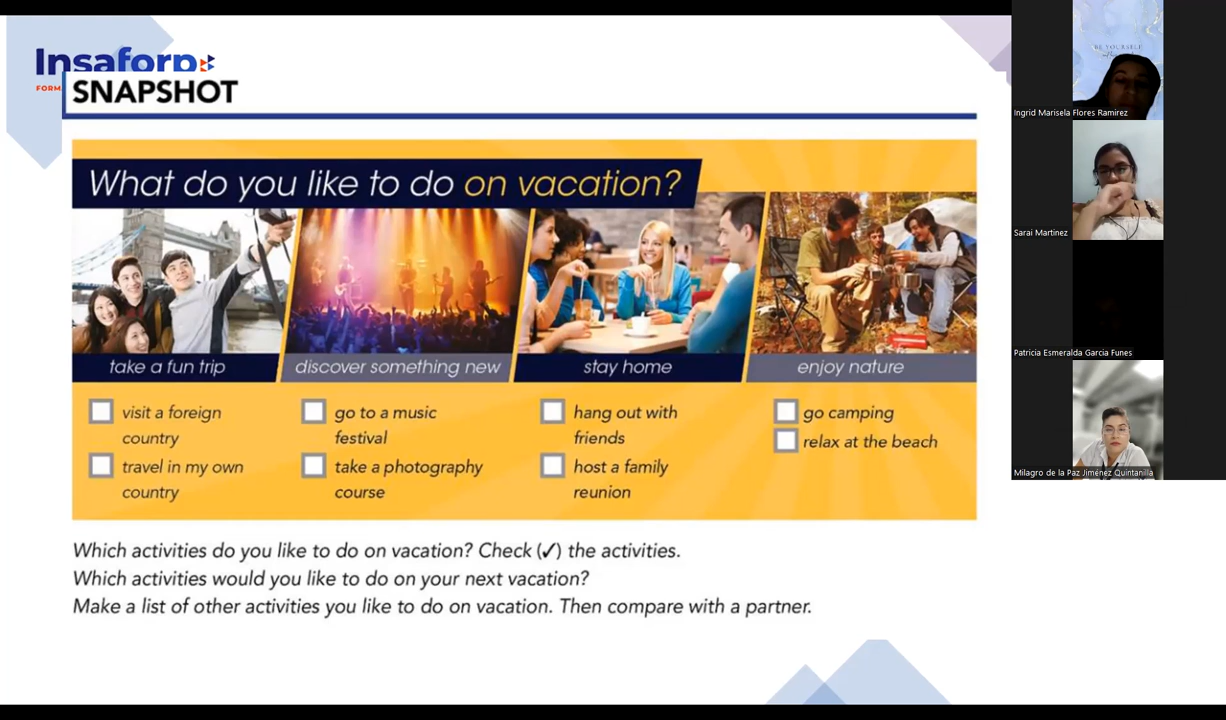 Insaforp
FORM
SNAPSHOT
What do you like to do on vacation?
take a fun trip
visit a foreign
country
travel in my own
country
discover something new
go to a music
festival
take a photography
course
stay home
hang out with
friends
host a family
reunion
enjoy nature
go camping
relax at the beach
Which activities do you like to do on vacation? Check (✓) the activities.
Which activities would you like to do on your next vacation?
Make a list of other activities you like to do on vacation. Then compare with a partner.
BE YOURSELF
Ingrid Marisela Flores Ramirez
Sarai Martinez
Patricia Esmeralda Garcia Funes
Milagro de la Paz Jiménez Quintanilla